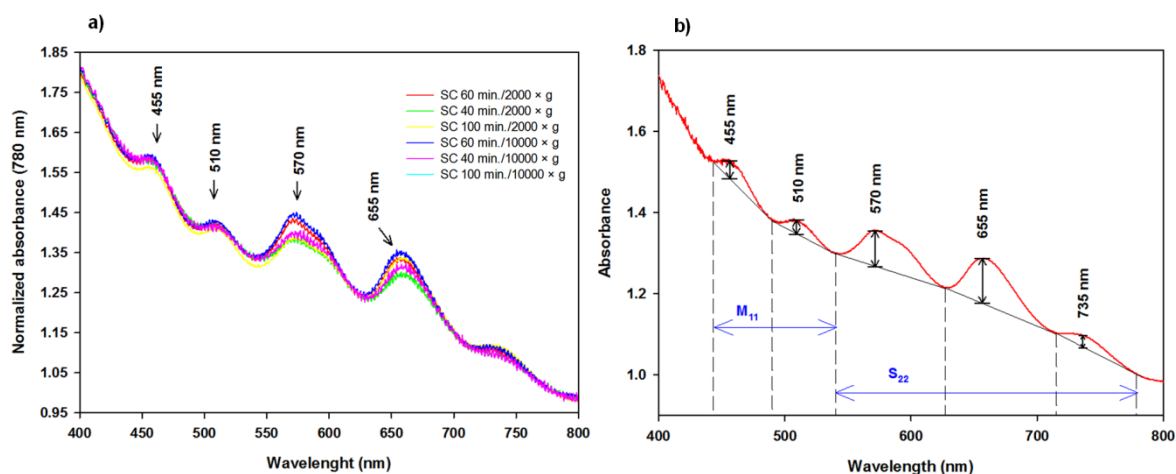 a)
Normalized absorbance (780 nm)
1.85
1.75
1.65
1.55
1.45
1.35
1.25
1.15
1.05
0.95
455 nm
510 nm
570 nm
655 nm
SC 60 min./2000 × g
SC 40 min./2000 × g
SC 100 min./2000 × g
SC 60 min./10000 × g
SC 40 min./10000 × g
SC 100 min./10000 × g
400 450 500 550 600 650 700 750 800
Wavelenght (nm)
b)
Absorbance
1.8
1.6
1.4
1.2
1.0
455 nm
510 nm
570 nm
655 nm
735 nm
M11
S22
400 500 600 700 800
Wavelength (nm)